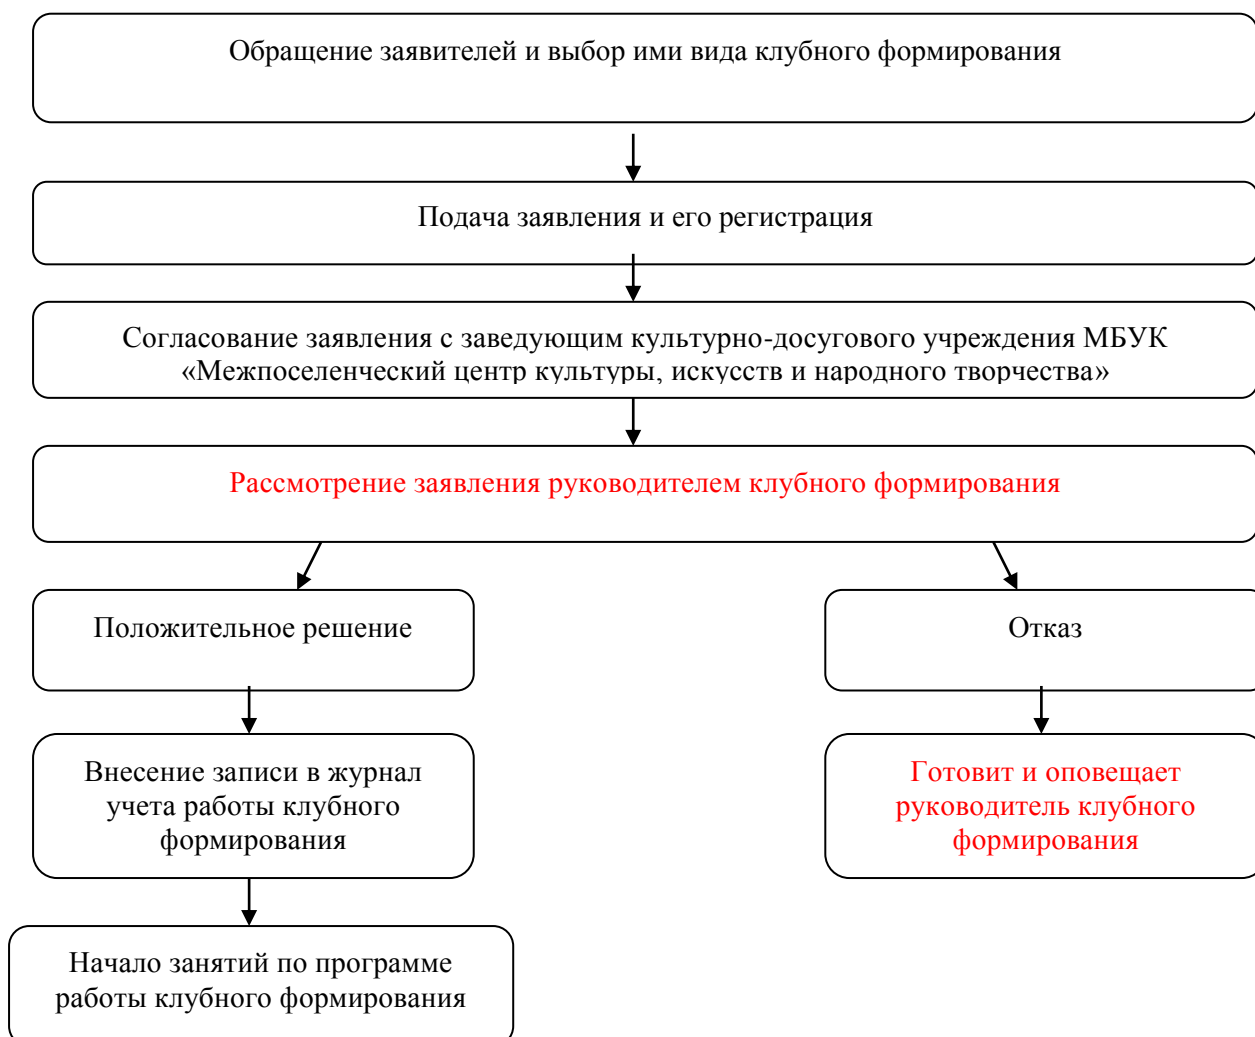 Обращение заявителей и выбор ими вида клубного формирования
Подача заявления и его регистрация
Согласование заявления с заведующим культурно-досугового учреждения МБУК
«Межпоселенческий центр культуры, искусств и народного творчества»
Рассмотрение заявления руководителем клубного формирования
Положительное решение
Отказ
Внесение записи в журнал
учета работы клубного
формирования
Готовит и оповещает
руководитель клубного
формирования
Начало занятий по программе
работы клубного формирования